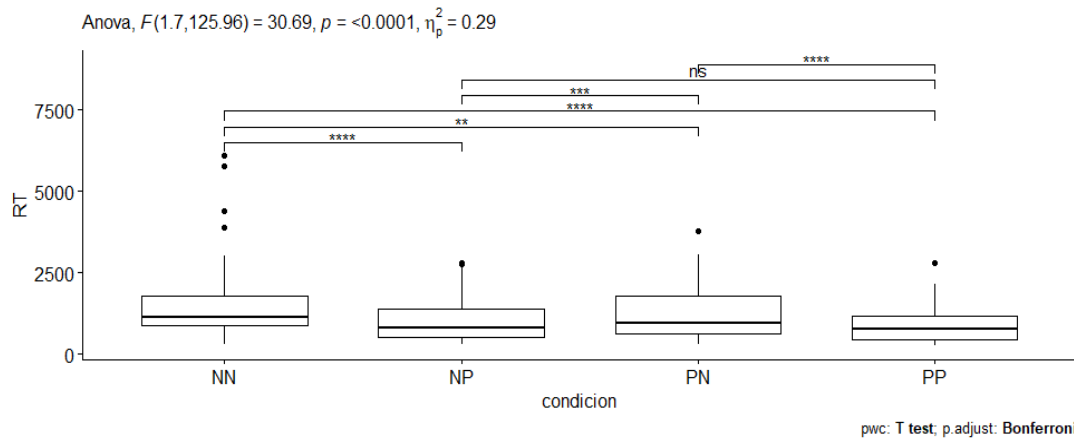 Anova, F(1.7,125.96) = 30.69, p = <0.0001, η²p = 0.29
****
ns
***
****
**
****
7500
5000
2500
0
RT
NN NP PN PP
condicion
pwc: T test; p.adjust: Bonferroni